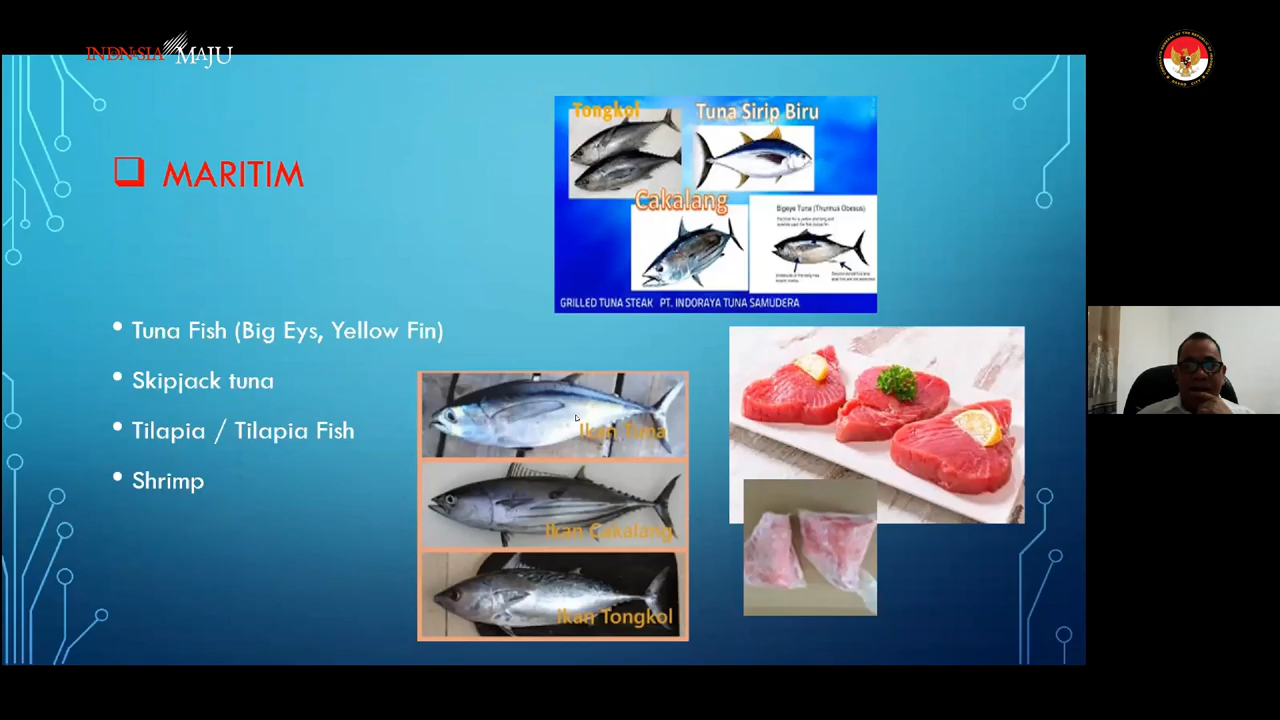 INDONESIA MAJU
MARITIM
Tuna Fish (Big Eys, Yellow Fin)
Skipjack tuna
Tilapia / Tilapia Fish
Shrimp
Tongkol
Tuna Sirip Biru
Cakalang
Bigeye Tuna (Thurnus Obesus)
GRILLED TUNA STEAK PT. INDORAYA TUNA SAMUDERA
Ikan Tuna
Ikan Cakalang
Ikan Tongkol